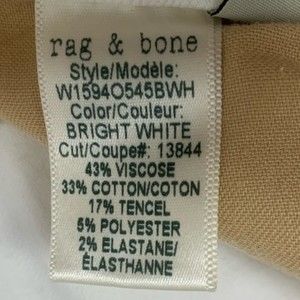 rag & bone
Style/Modèle:
W1594O545BWH
Color/Couleur:
BRIGHT WHITE
Cut/Coupe#: 13844
43% VISCOSE
33% COTTON/COTON
17% TENCEL
5% POLYESTER
2% ELASTANE/
ÉLASTHANNE